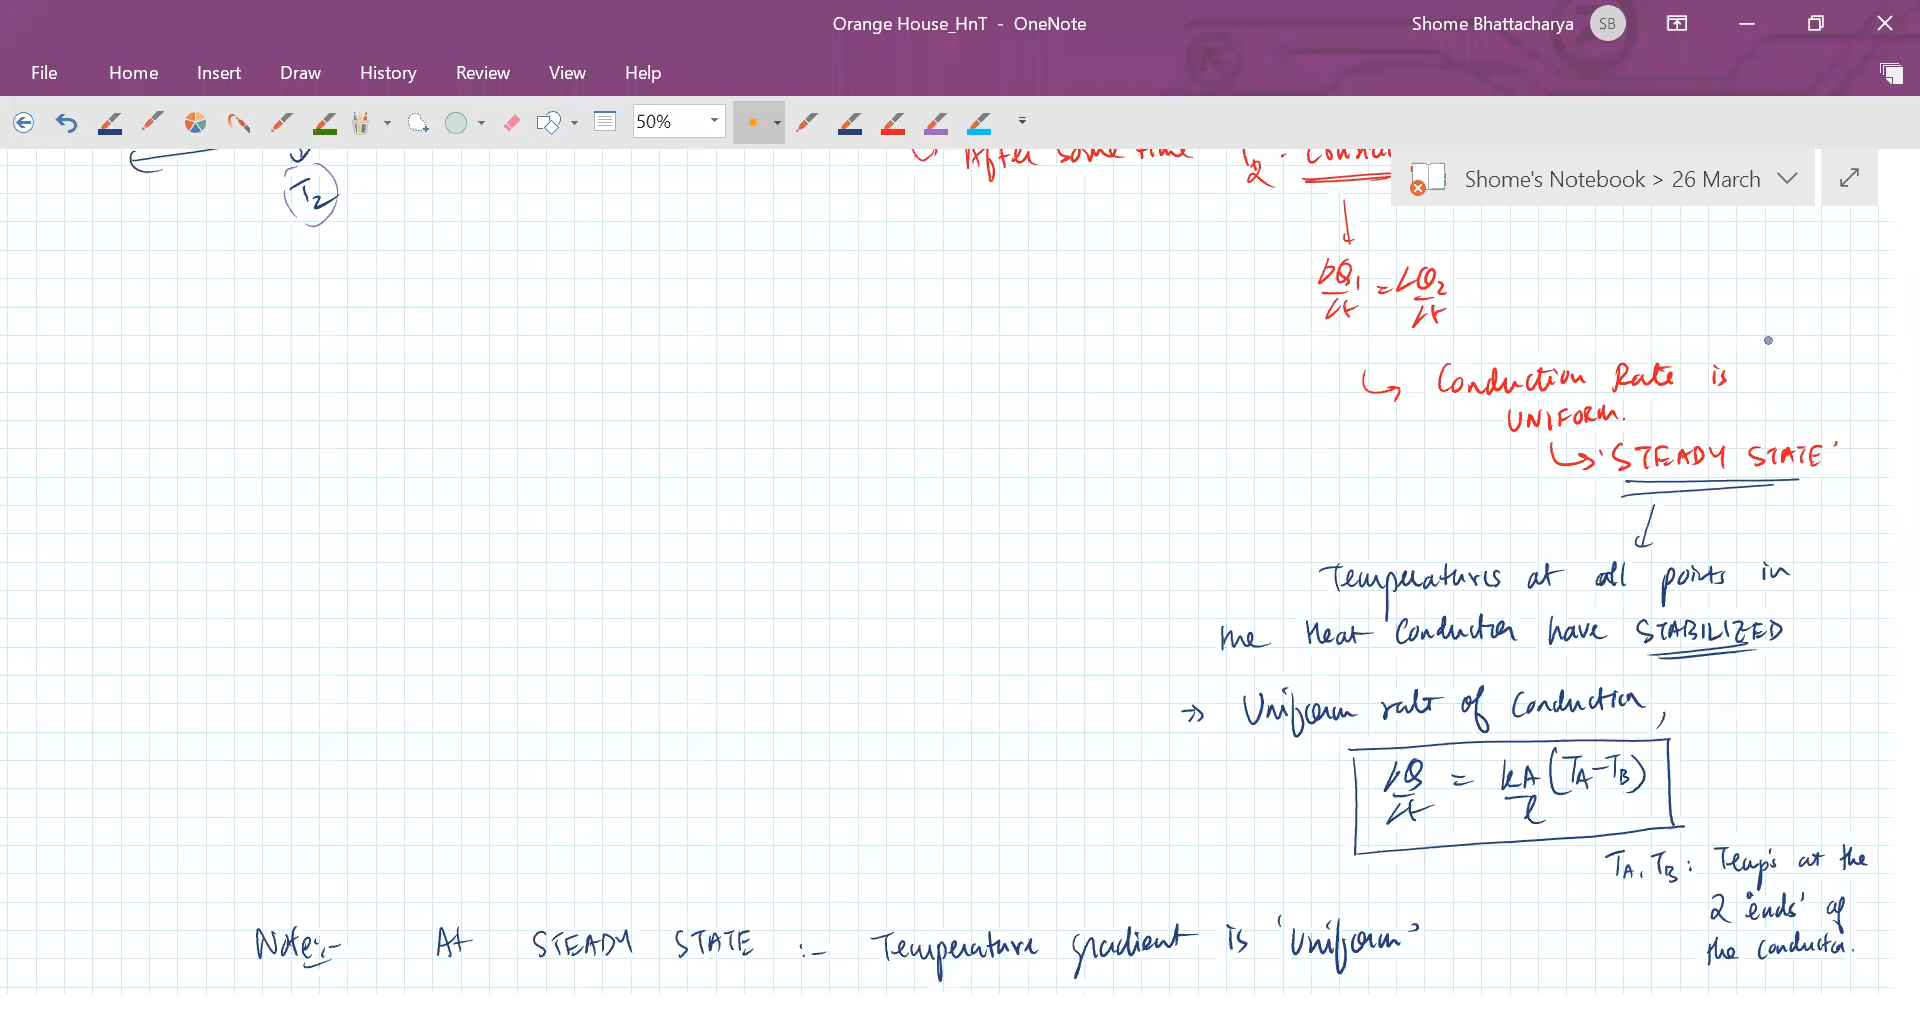 Orange House_HnT - OneNote
Shome Bhattacharya SB
File Home Insert Draw History Review View Help
50%
Shome's Notebook > 26 March
After some time T2 : Consta
T2
ΔQ1/Δt = ΔQ2/Δt
Conduction Rate is
UNIFORM.
'STEADY STATE'
Temperatures at all points in
the Heat Conductor have STABILIZED
⇒ Uniform rate of Conduction,
ΔQ/Δt = kA/l (TA-TB)
TA, TB : Temp's at the
2 'ends' of
the conductor.
Note:- At STEADY STATE :- Temperature gradient is 'Uniform'